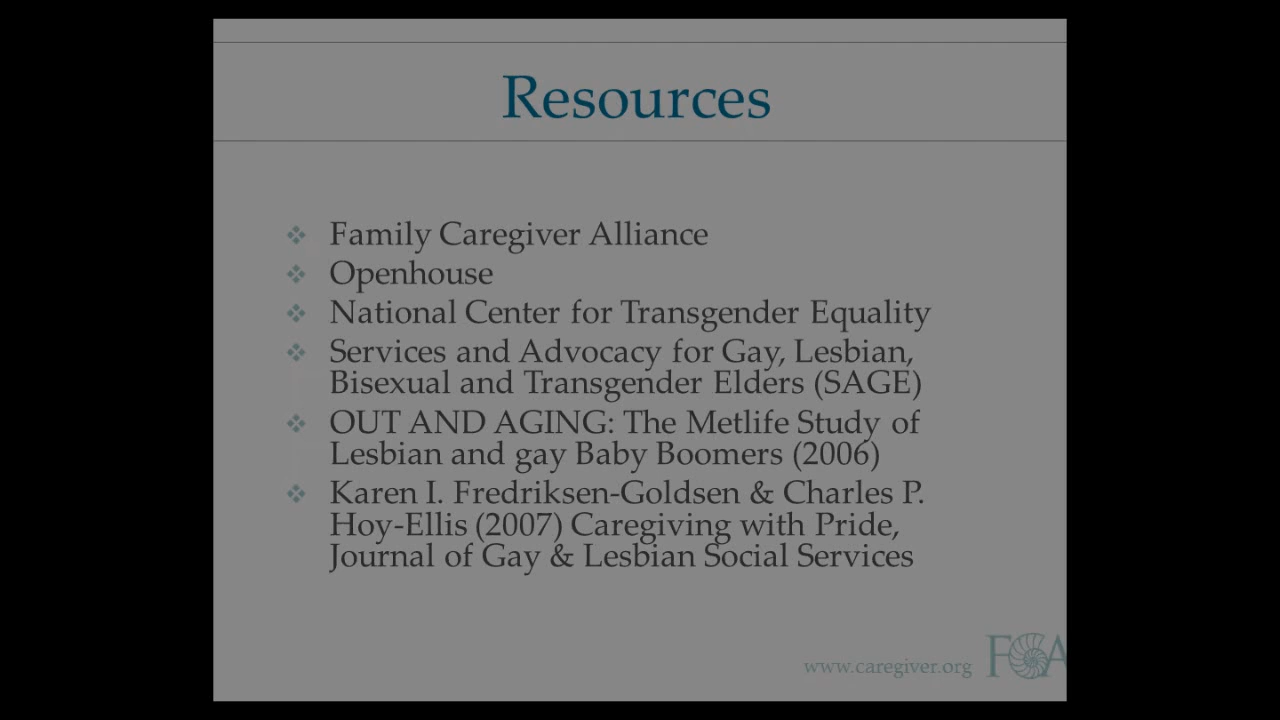 Resources
Family Caregiver Alliance
Openhouse
National Center for Transgender Equality
Services and Advocacy for Gay, Lesbian,
Bisexual and Transgender Elders (SAGE)
OUT AND AGING: The Metlife Study of
Lesbian and gay Baby Boomers (2006)
Karen I. Fredriksen-Goldsen & Charles P.
Hoy-Ellis (2007) Caregiving with Pride,
Journal of Gay & Lesbian Social Services
www.caregiver.org FCA